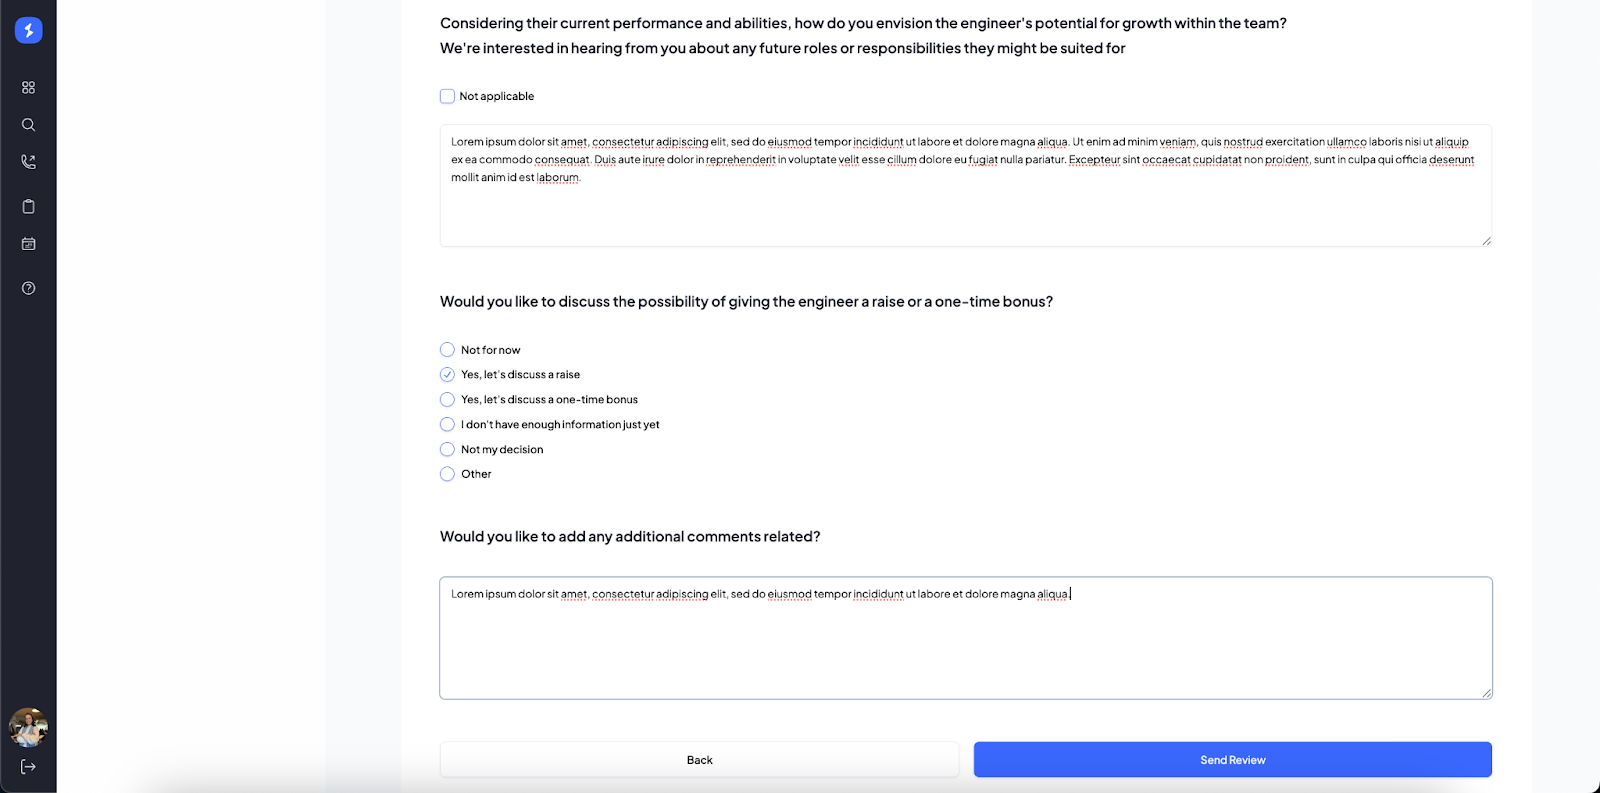 Considering their current performance and abilities, how do you envision the engineer's potential for growth within the team?
We're interested in hearing from you about any future roles or responsibilities they might be suited for
Not applicable
Lorem ipsum dolor sit amet, consectetur adipiscing elit, sed do eiusmod tempor incididunt ut labore et dolore magna aliqua. Ut enim ad minim veniam, quis nostrud exercitation ullamco laboris nisi ut aliquip
ex ea commodo consequat. Duis aute irure dolor in reprehenderit in voluptate velit esse cillum dolore eu fugiat nulla pariatur. Excepteur sint occaecat cupidatat non proident, sunt in culpa qui officia deserunt
mollit anim id est laborum.
Would you like to discuss the possibility of giving the engineer a raise or a one-time bonus?
Not for now
Yes, let's discuss a raise
Yes, let's discuss a one-time bonus
I don't have enough information just yet
Not my decision
Other
Would you like to add any additional comments related?
Lorem ipsum dolor sit amet, consectetur adipiscing elit, sed do eiusmod tempor incididunt ut labore et dolore magna aliqua.
Back
Send Review